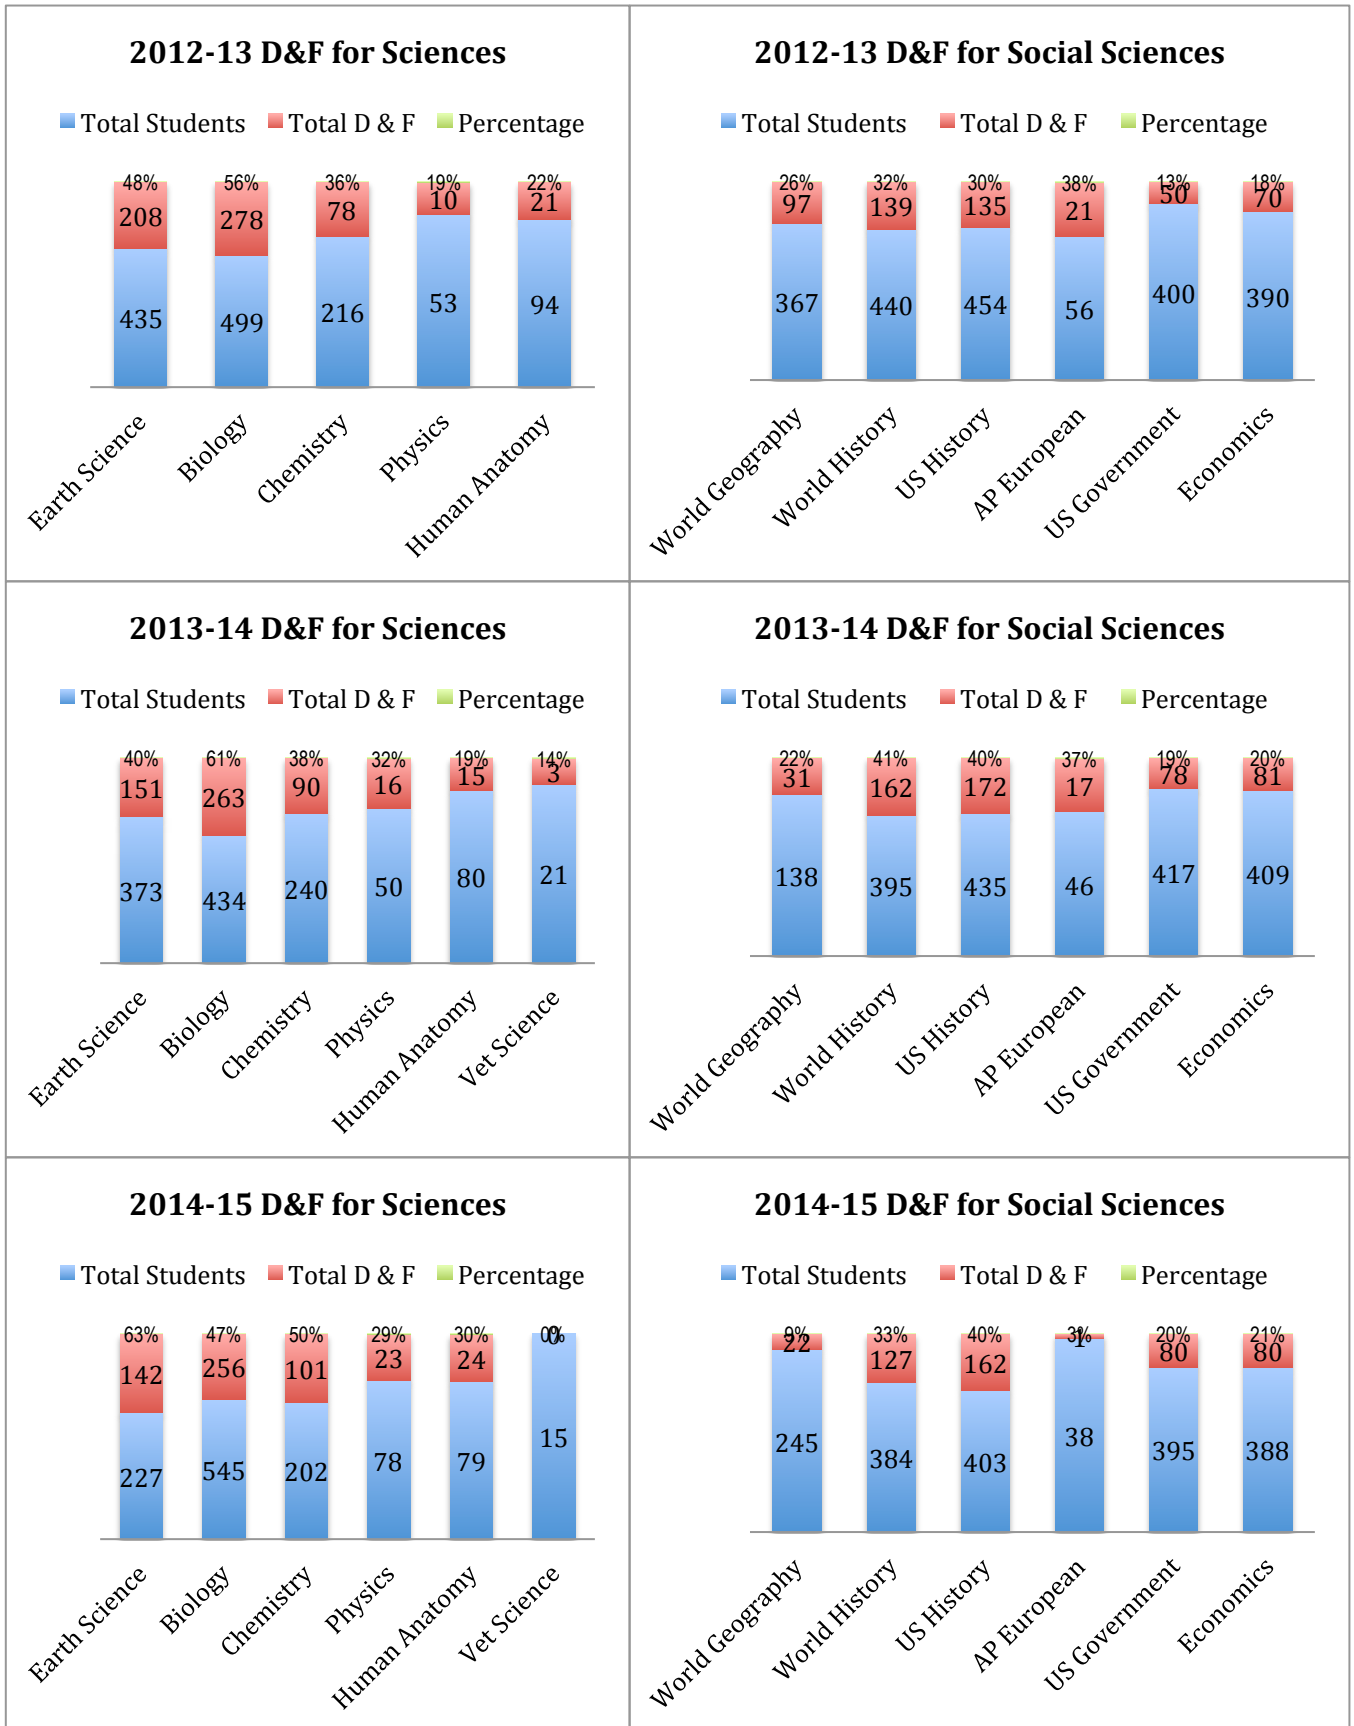 2012-13 D&F for Sciences
Total Students Total D & F Percentage
48% 56% 36% 19% 22%
208 278 78 10 21
435 499 216 53 94
Earth Science Biology Chemistry Physics Human Anatomy
2012-13 D&F for Social Sciences
Total Students Total D & F Percentage
26% 32% 30% 38% 13% 18%
97 139 135 21 50 70
367 440 454 56 400 390
World Geography World History US History AP European US Government Economics
2013-14 D&F for Sciences
Total Students Total D & F Percentage
40% 61% 38% 32% 19% 14%
151 263 90 16 15 3
373 434 240 50 80 21
Earth Science Biology Chemistry Physics Human Anatomy Vet Science
2013-14 D&F for Social Sciences
Total Students Total D & F Percentage
22% 41% 40% 37% 19% 20%
31 162 172 17 78 81
138 395 435 46 417 409
World Geography World History US History AP European US Government Economics
2014-15 D&F for Sciences
Total Students Total D & F Percentage
63% 47% 50% 29% 30% 0%
142 256 101 23 24 0
227 545 202 78 79 15
Earth Science Biology Chemistry Physics Human Anatomy Vet Science
2014-15 D&F for Social Sciences
Total Students Total D & F Percentage
9% 33% 40% 3% 20% 21%
22 127 162 1 80 80
245 384 403 38 395 388
World Geography World History US History AP European US Government Economics